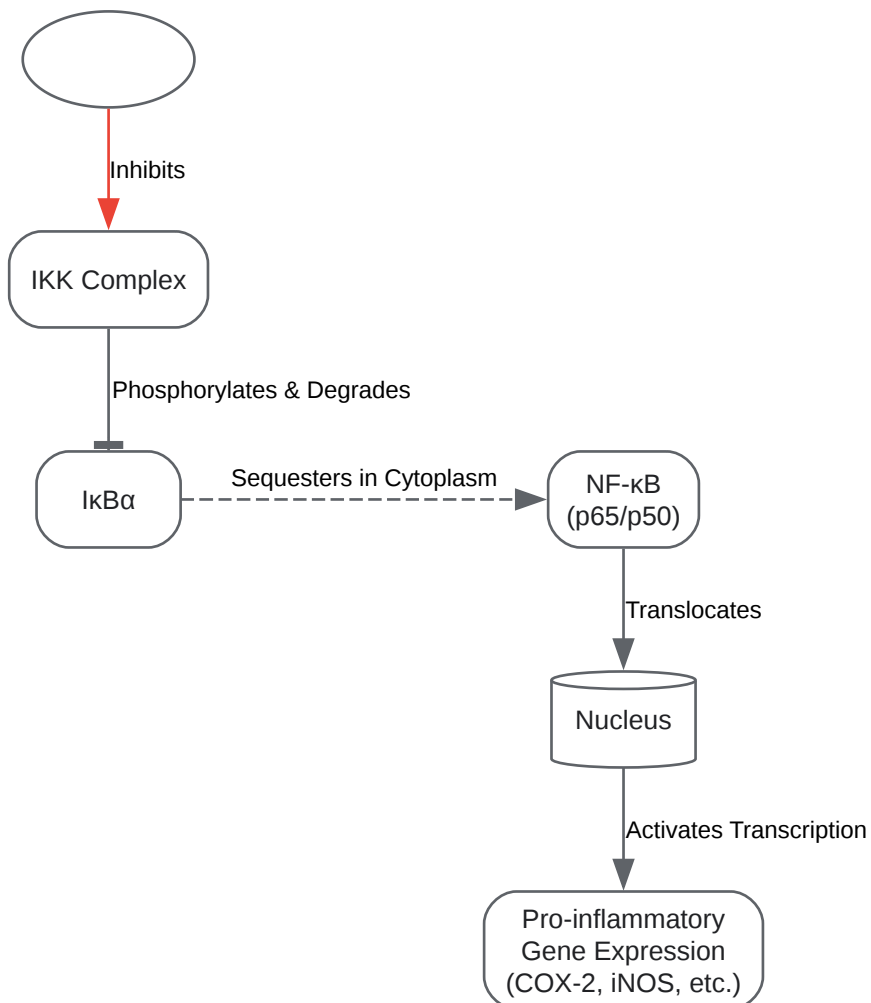 Inhibits
IKK Complex
Phosphorylates & Degrades
IκBα
Sequesters in Cytoplasm
NF-κB
(p65/p50)
Translocates
Nucleus
Activates Transcription
Pro-inflammatory
Gene Expression
(COX-2, iNOS, etc.)